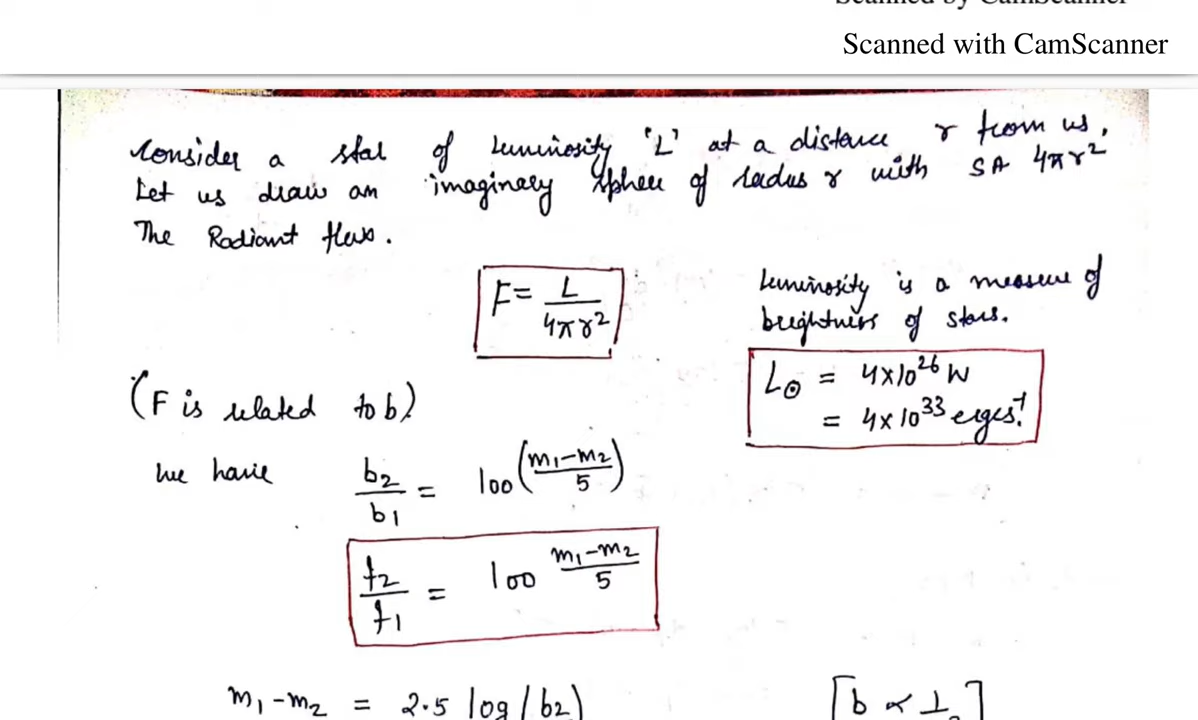 Scanned with CamScanner
Consider a star of luminosity 'L' at a distance r from us.
Let us draw an imaginary sphere of radius r with SA 4πr²
The Radiant flux.
F = L / 4πr²
Luminosity is a measure of
brightness of stars.
L⊙ = 4×10²⁶ W
= 4×10³³ ergs⁻¹.
(F is related to b)
We have b₂/b₁ = 100^((m₁−m₂)/5)
f₂/f₁ = 100^((m₁−m₂)/5)
m₁−m₂ = 2.5 log(b₂
[b ∝ 1